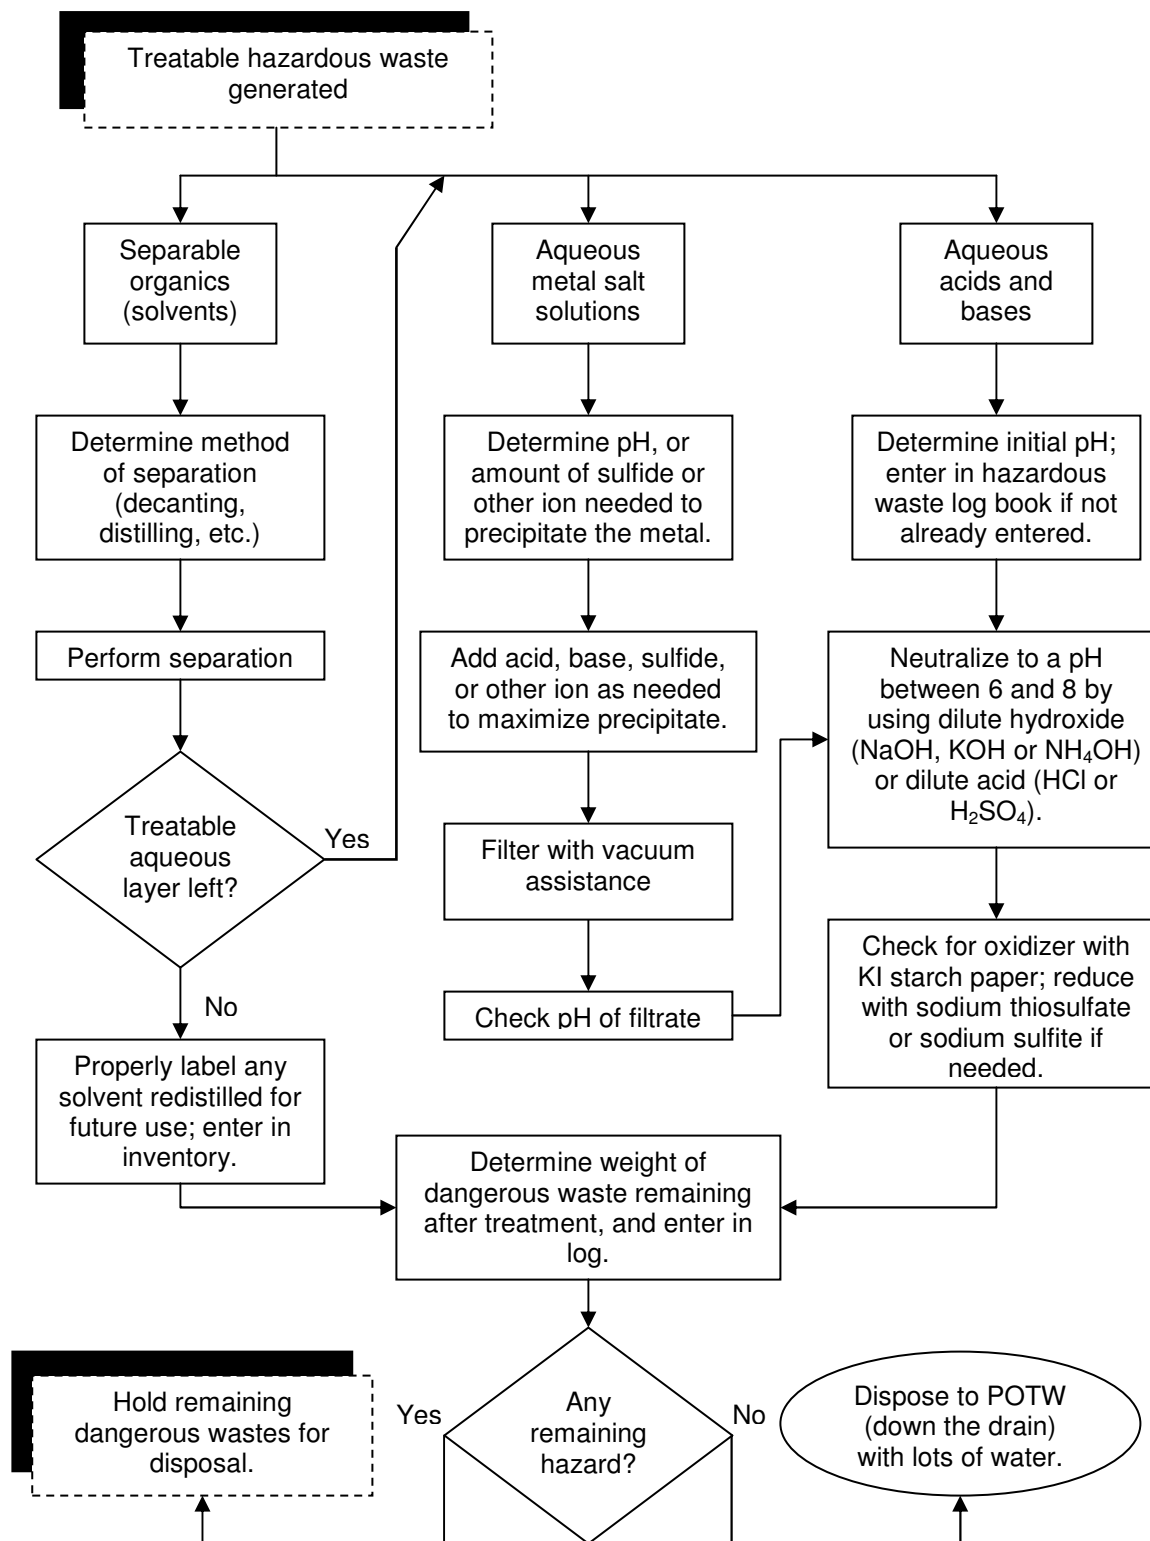 Treatable hazardous waste
generated
Separable
organics
(solvents)
Aqueous
metal salt
solutions
Aqueous
acids and
bases
Determine method
of separation
(decanting,
distilling, etc.)
Determine pH, or
amount of sulfide or
other ion needed to
precipitate the metal.
Determine initial pH;
enter in hazardous
waste log book if not
already entered.
Perform separation
Add acid, base, sulfide,
or other ion as needed
to maximize precipitate.
Neutralize to a pH
between 6 and 8 by
using dilute hydroxide
(NaOH, KOH or NH₄OH)
or dilute acid (HCl or
H₂SO₄).
Treatable
aqueous
layer left?
Yes
No
Filter with vacuum
assistance
Check pH of filtrate
Check for oxidizer with
KI starch paper; reduce
with sodium thiosulfate
or sodium sulfite if
needed.
Properly label any
solvent redistilled for
future use; enter in
inventory.
Determine weight of
dangerous waste remaining
after treatment, and enter in
log.
Hold remaining
dangerous wastes for
disposal.
Yes
Any
remaining
hazard?
No
Dispose to POTW
(down the drain)
with lots of water.